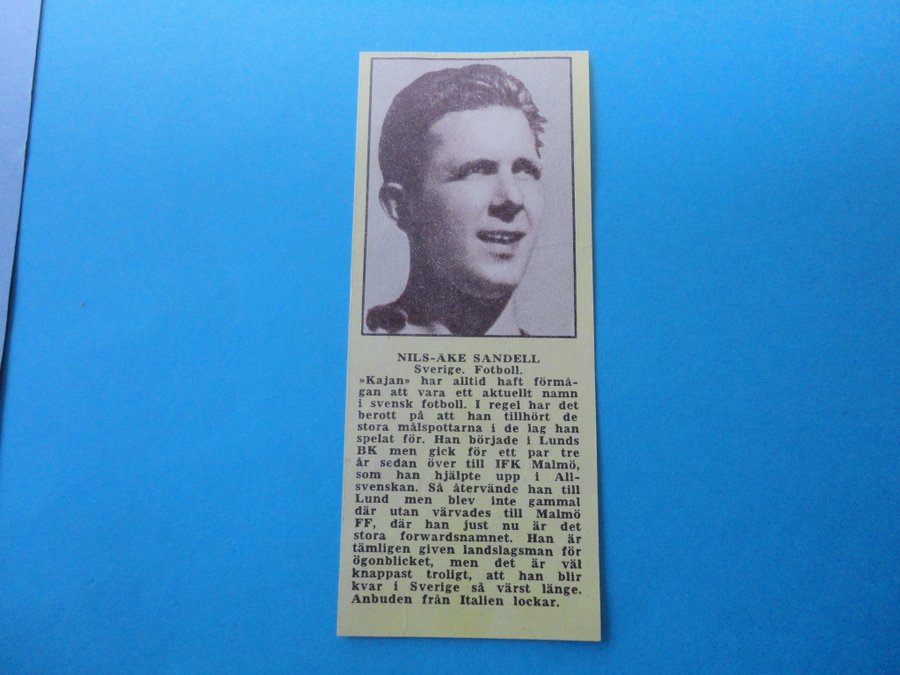 NILS-ÅKE SANDELL
Sverige. Fotboll.
»Kajan» har alltid haft förmå-
gan att vara ett aktuellt namn
i svensk fotboll. I regel har det
berott på att han tillhört de
stora målspottarna i de lag han
spelat för. Han började i Lunds
BK men gick för ett par tre
år sedan över till IFK Malmö,
som han hjälpte upp i All-
svenskan. Så återvände han till
Lund men blev inte gammal
där utan värvades till Malmö
FF, där han just nu är det
stora forwardsnamnet. Han är
tämligen given landslagsman för
ögonblicket, men det är väl
knappast troligt, att han blir
kvar i Sverige så värst länge.
Anbuden från Italien lockar.